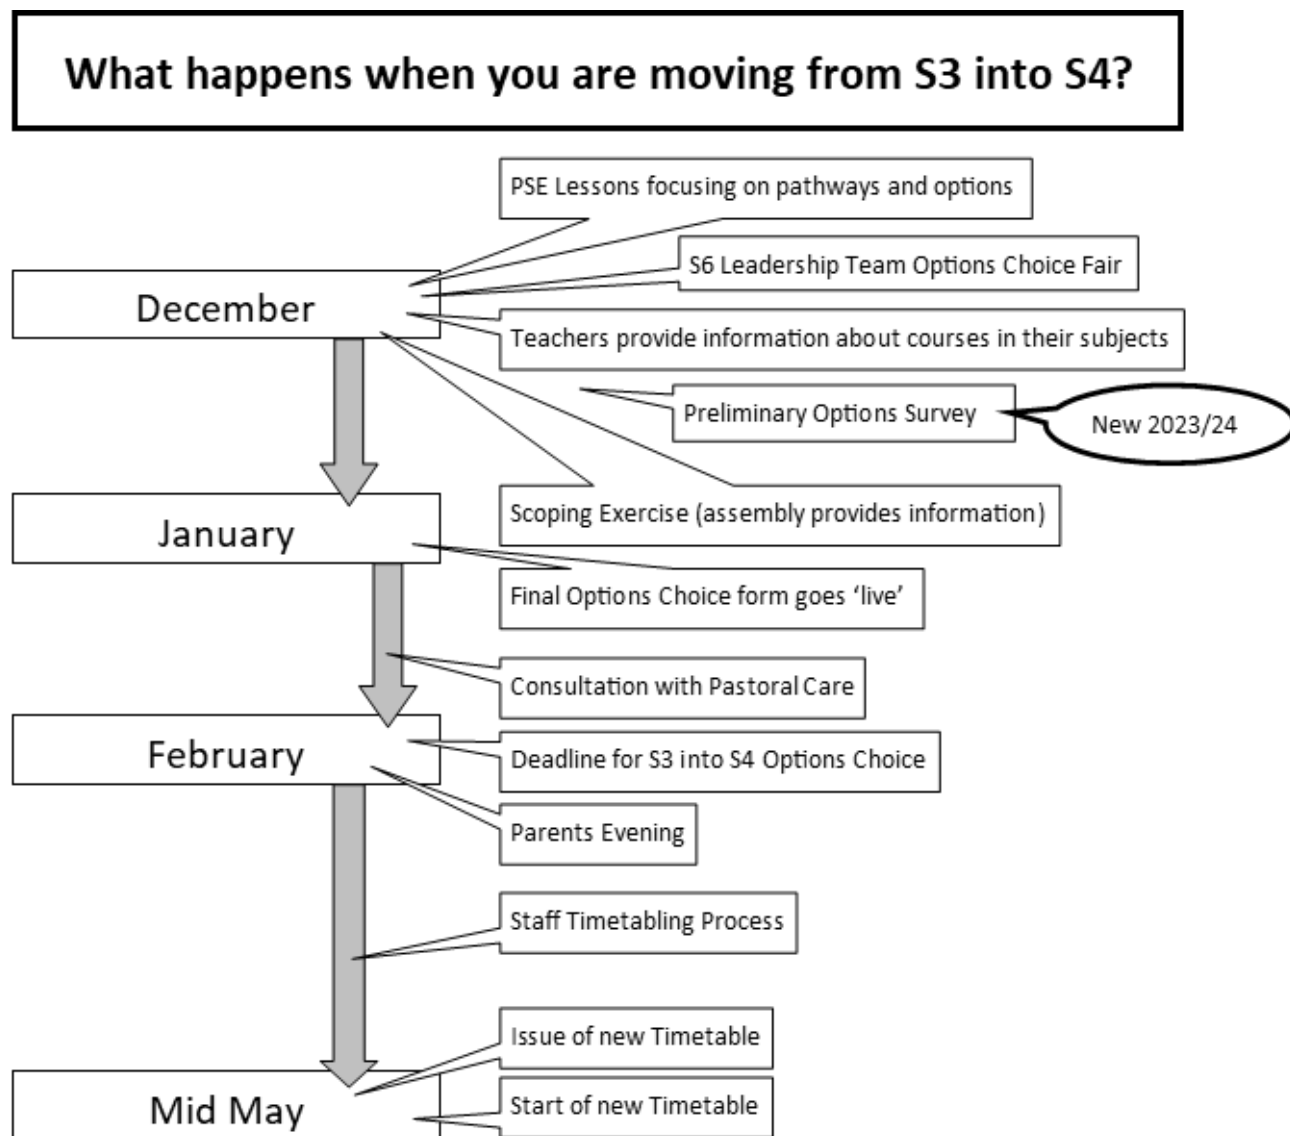 What happens when you are moving from S3 into S4?
PSE Lessons focusing on pathways and options
S6 Leadership Team Options Choice Fair
December
Teachers provide information about courses in their subjects
Preliminary Options Survey
New 2023/24
Scoping Exercise (assembly provides information)
January
Final Options Choice form goes ‘live’
Consultation with Pastoral Care
February
Deadline for S3 into S4 Options Choice
Parents Evening
Staff Timetabling Process
Issue of new Timetable
Mid May
Start of new Timetable